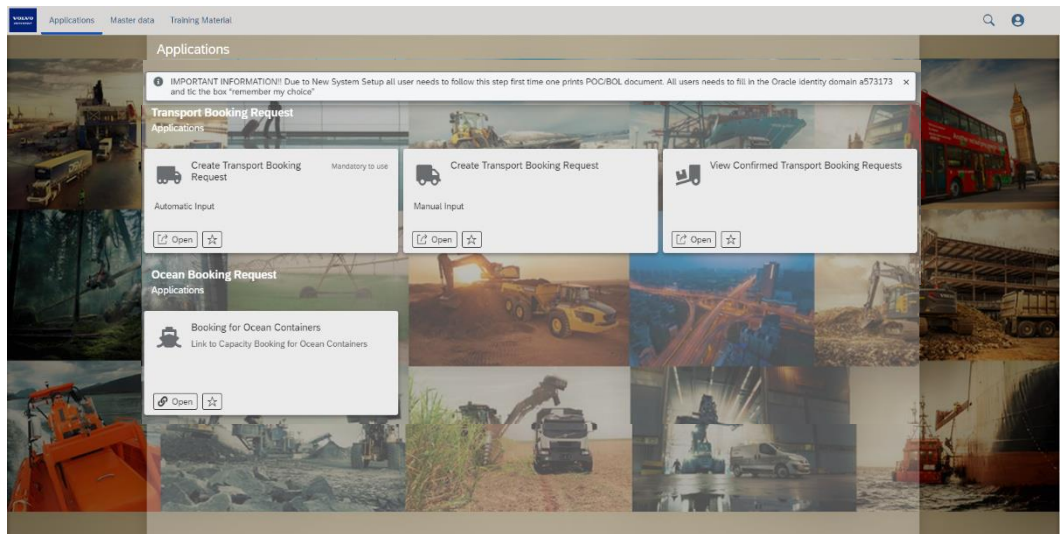 VOLVO
Applications
Master data
Training Material
Applications
IMPORTANT INFORMATION!! Due to New System Setup all user needs to follow this step first time one prints POC/BOL document. All users needs to fill in the Oracle identity domain a573173
and tic the box "remember my choice"
Transport Booking Request
Applications
Create Transport Booking
Request
Mandatory to use
Automatic Input
Open
Create Transport Booking Request
Manual Input
Open
View Confirmed Transport Booking Requests
Open
Ocean Booking Request
Applications
Booking for Ocean Containers
Link to Capacity Booking for Ocean Containers
Open